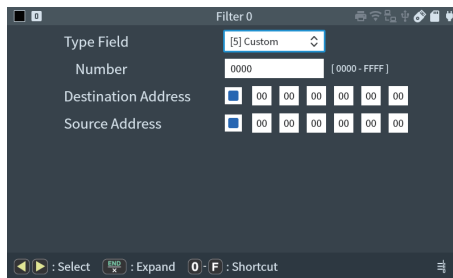 0 Filter 0
Type Field [5] Custom
Number 0000 [ 0000 - FFFF ]
Destination Address 00 00 00 00 00 00
Source Address 00 00 00 00 00 00
: Select END × : Expand 0 - F : Shortcut